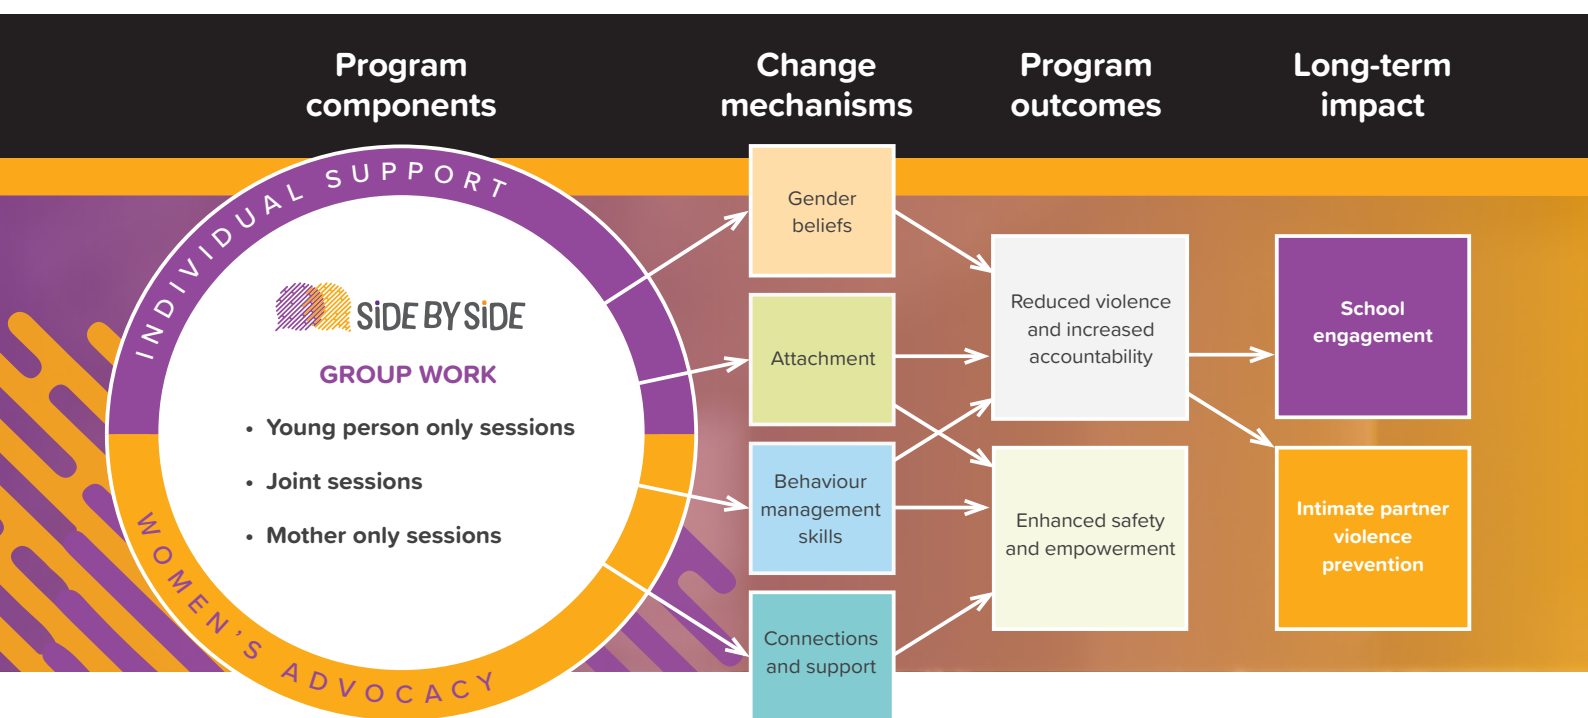 Program
components
Change
mechanisms
Program
outcomes
Long-term
impact
INDIVIDUAL SUPPORT
SiDE BY SiDE
GROUP WORK
• Young person only sessions
• Joint sessions
• Mother only sessions
WOMEN'S ADVOCACY
Gender
beliefs
Attachment
Behaviour
management
skills
Connections
and support
Reduced violence
and increased
accountability
Enhanced safety
and empowerment
School
engagement
Intimate partner
violence
prevention